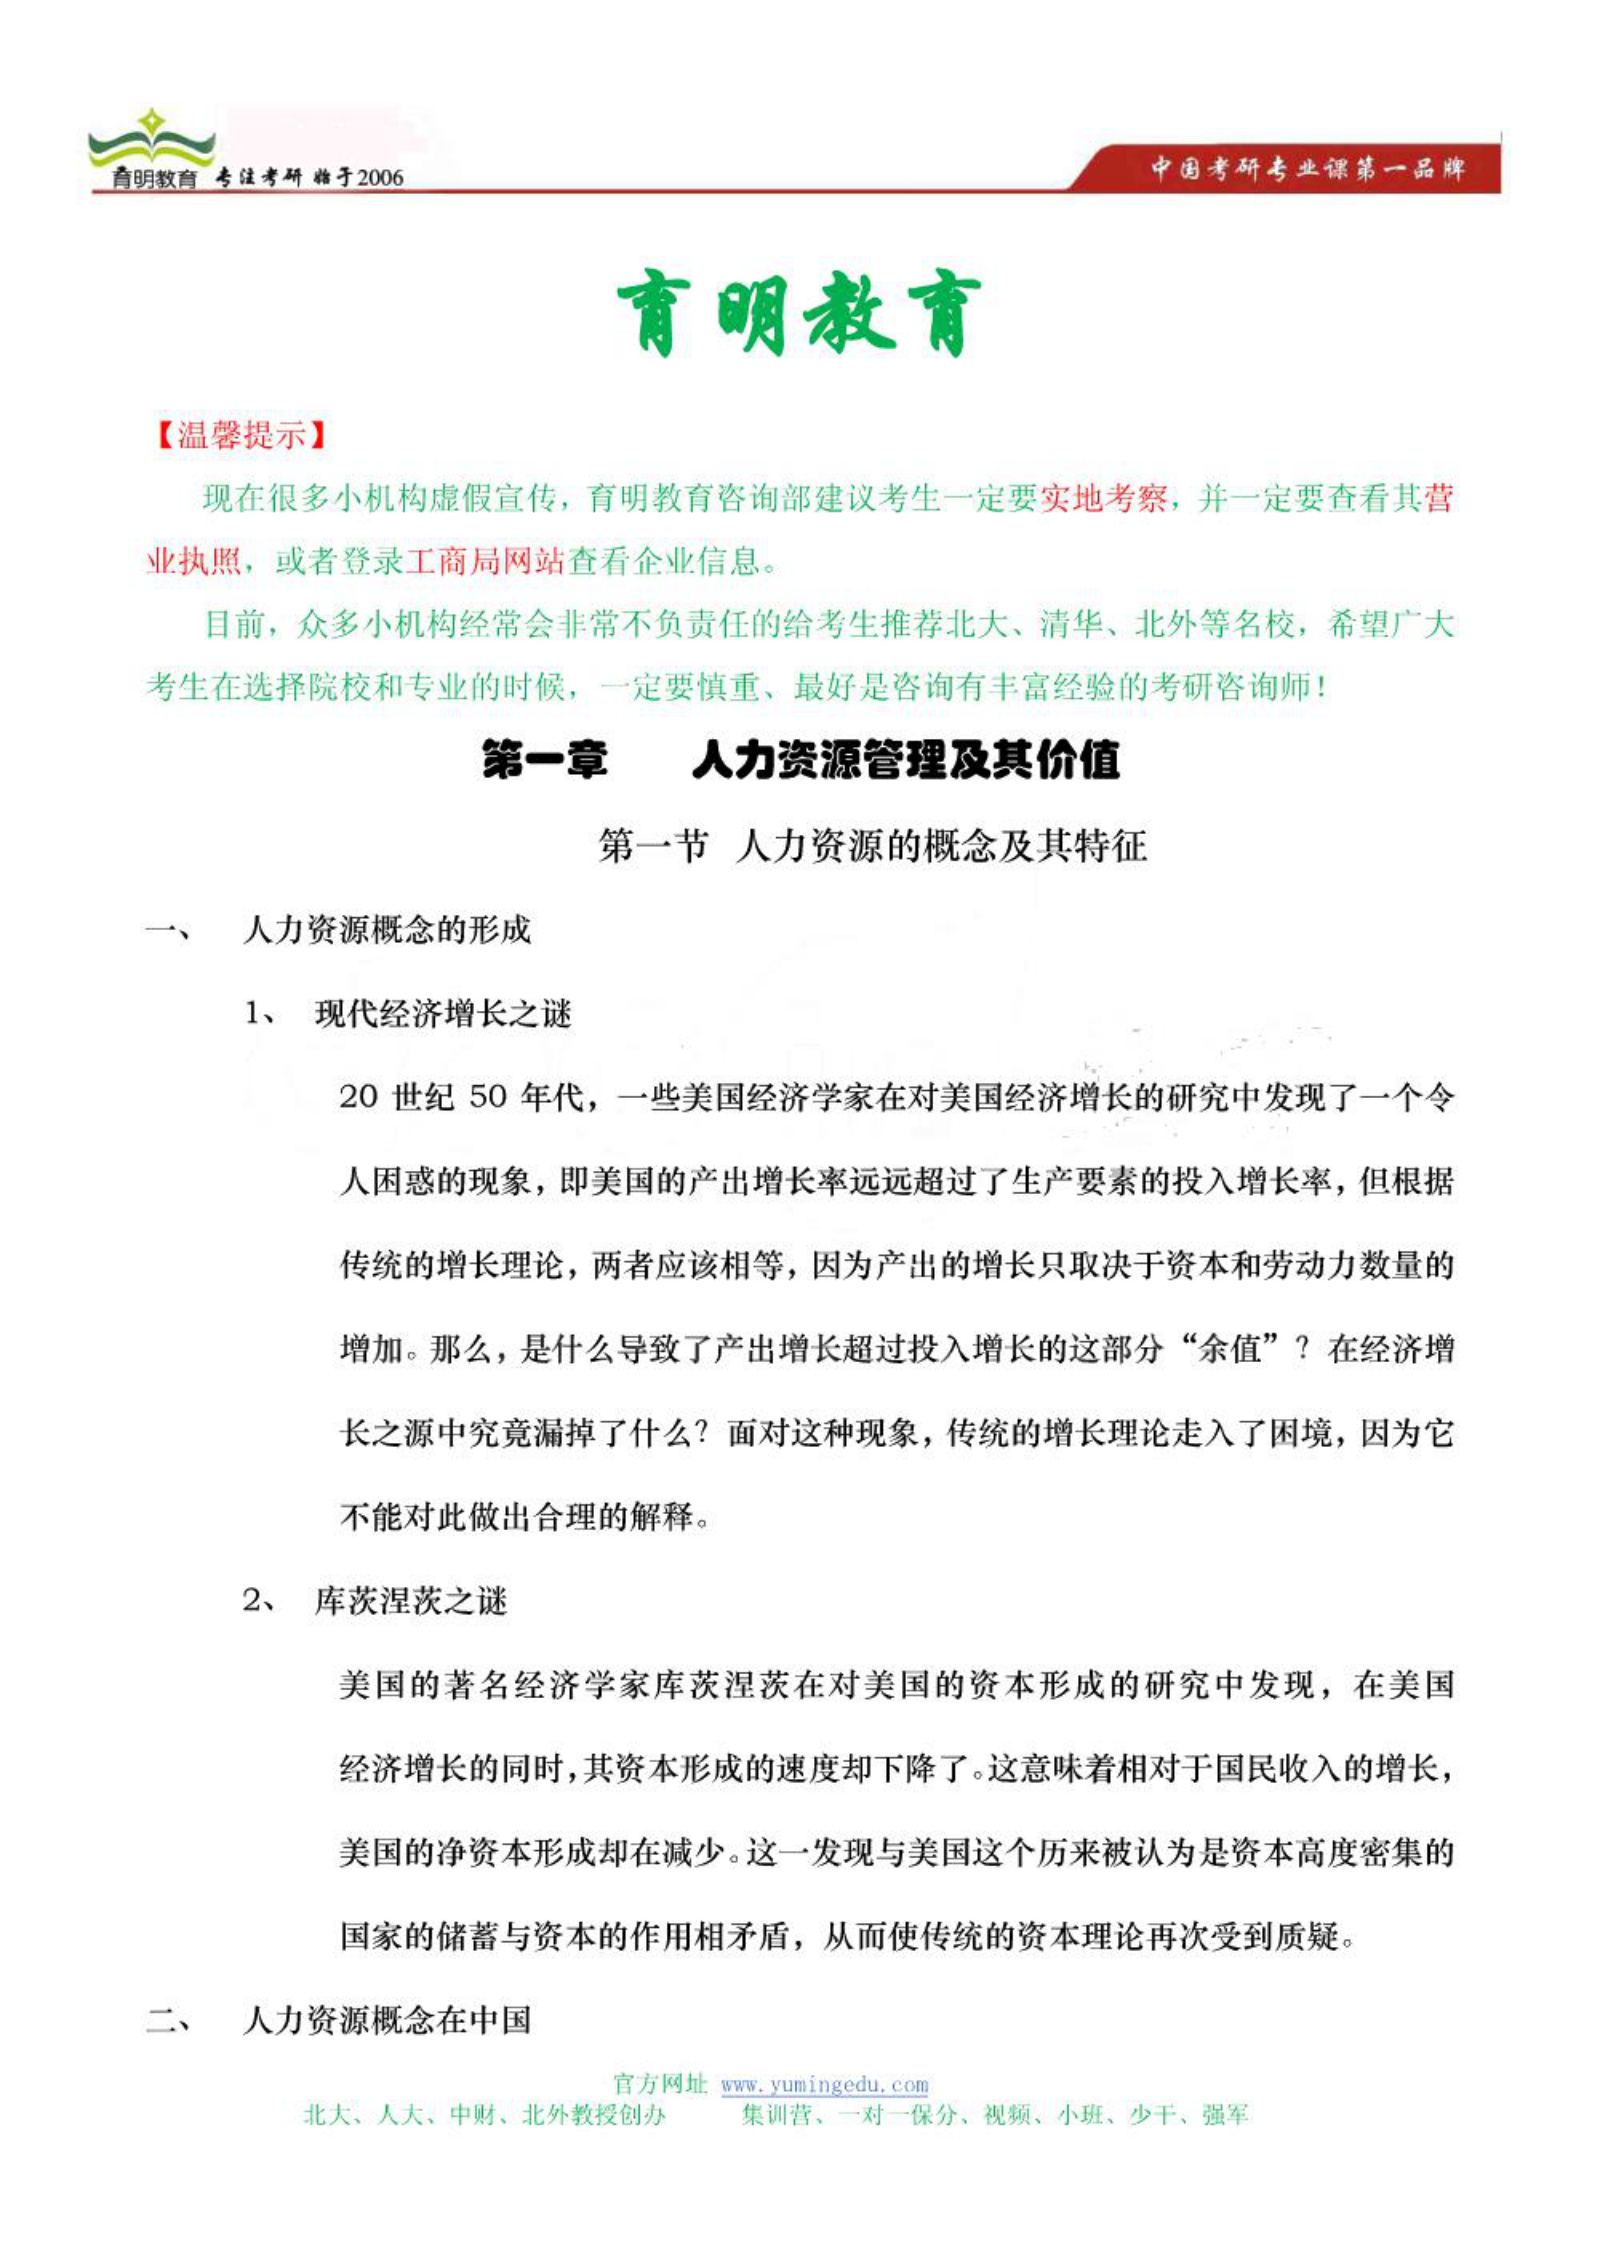 育明教育 专注考研 始于2006
中国考研专业课第一品牌
育明教育
【温馨提示】
现在很多小机构虚假宣传，育明教育咨询部建议考生一定要实地考察，并一定要查看其营
业执照，或者登录工商局网站查看企业信息。
目前，众多小机构经常会非常不负责任的给考生推荐北大、清华、北外等名校，希望广大
考生在选择院校和专业的时候，一定要慎重、最好是咨询有丰富经验的考研咨询师！
第一章 人力资源管理及其价值
第一节 人力资源的概念及其特征
一、 人力资源概念的形成
1、 现代经济增长之谜
20 世纪 50 年代，一些美国经济学家在对美国经济增长的研究中发现了一个令
人困惑的现象，即美国的产出增长率远远超过了生产要素的投入增长率，但根据
传统的增长理论，两者应该相等，因为产出的增长只取决于资本和劳动力数量的
增加。那么，是什么导致了产出增长超过投入增长的这部分“余值”？在经济增
长之源中究竟漏掉了什么？面对这种现象，传统的增长理论走入了困境，因为它
不能对此做出合理的解释。
2、 库茨涅茨之谜
美国的著名经济学家库茨涅茨在对美国的资本形成的研究中发现，在美国
经济增长的同时，其资本形成的速度却下降了。这意味着相对于国民收入的增长，
美国的净资本形成却在减少。这一发现与美国这个历来被认为是资本高度密集的
国家的储蓄与资本的作用相矛盾，从而使传统的资本理论再次受到质疑。
二、 人力资源概念在中国
官方网址 www.yumingedu.com
北大、人大、中财、北外教授创办 集训营、一对一保分、视频、小班、少干、强军